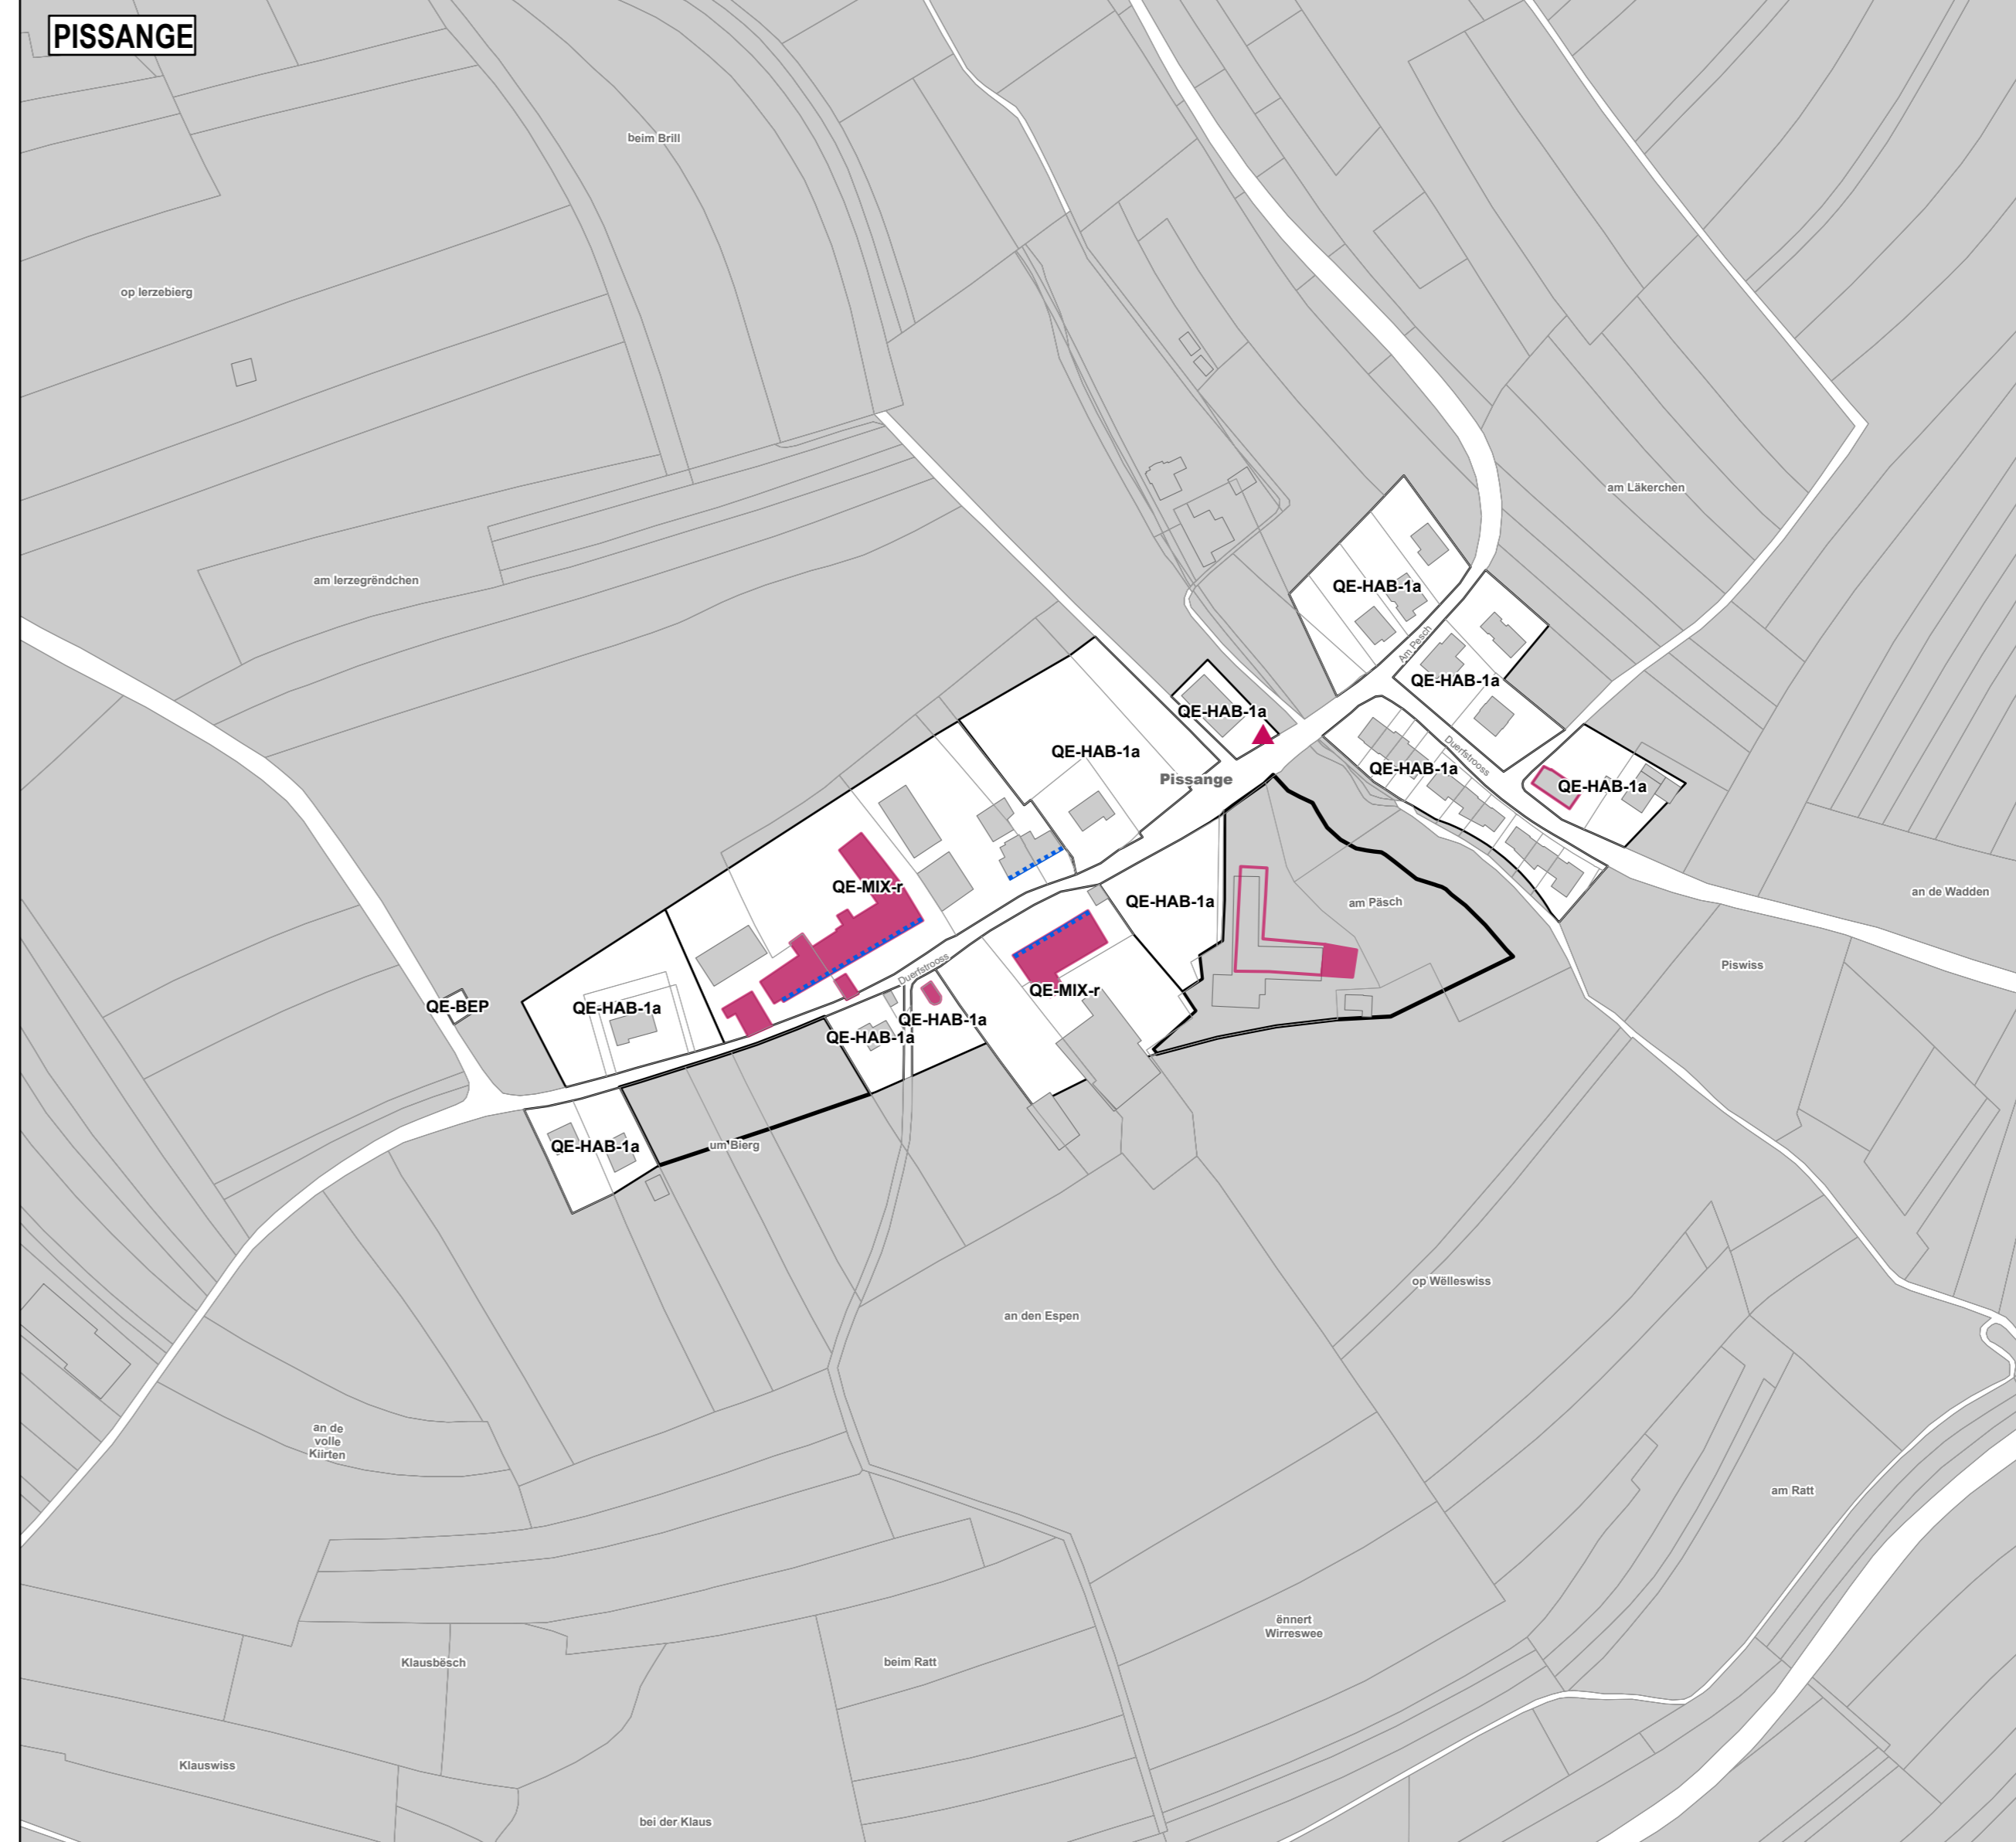 PISSANGE
beim Brill
op Ierzebierg
am Läkerchen
am Ierzegrëndchen
QE-HAB-1a
Am Pesch
QE-HAB-1a
QE-HAB-1a
QE-HAB-1a
Duerfstrooss
Pissange
QE-HAB-1a
QE-HAB-1a
QE-MIX-r
an de Wadden
QE-HAB-1a
am Päsch
Piswiss
Duerfstrooss
QE-MIX-r
QE-BEP
QE-HAB-1a
QE-HAB-1a
QE-HAB-1a
QE-HAB-1a
um Bierg
op Wëlleswiss
an den Espen
an de
volle
Kiirten
am Ratt
ënnert
Wirreswee
Klausbësch
beim Ratt
Klauswiss
bei der Klaus